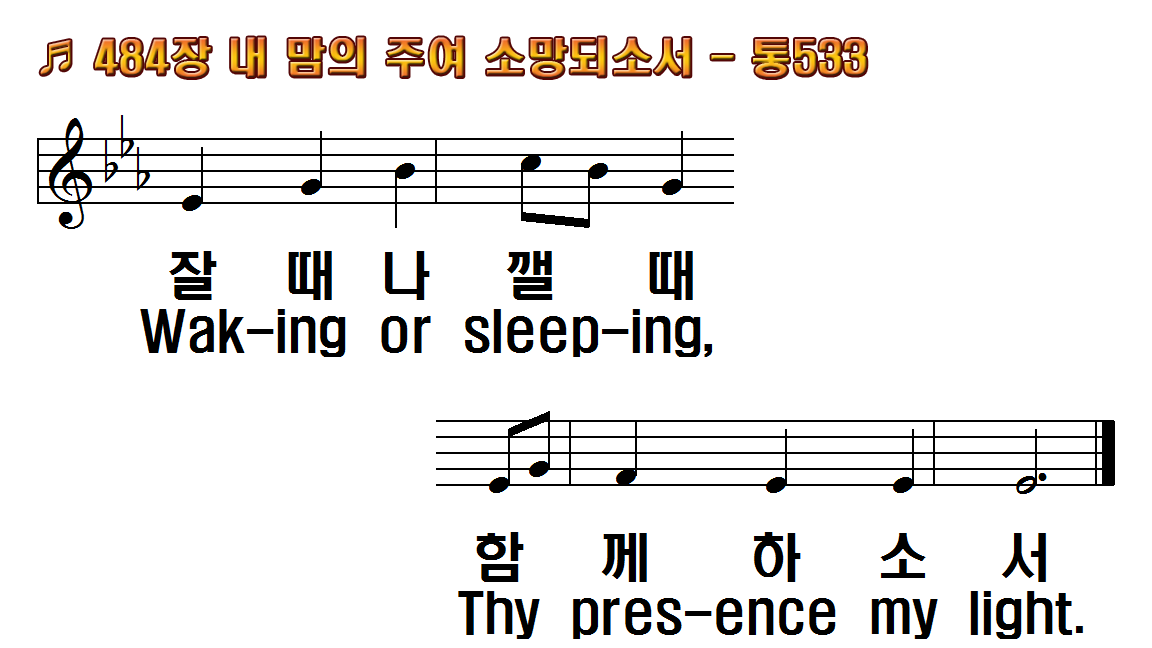 ♬ 484장 내 맘의 주여 소망되소서 - 통533
잘 때 나 깰 때
Wak-ing or sleep-ing,
함 께 하 소 서
Thy pres-ence my light.